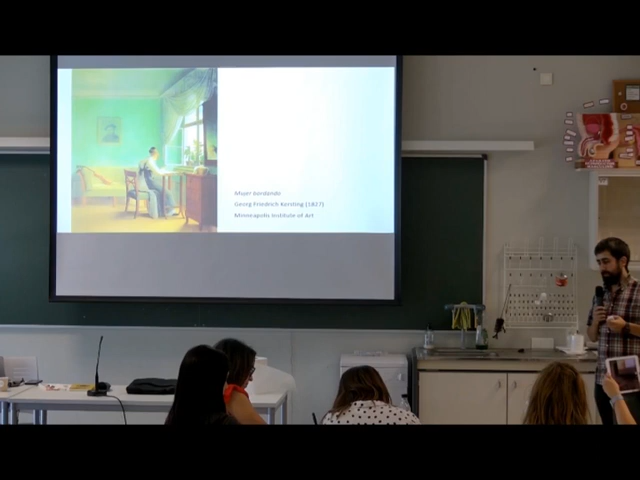 Mujer bordando
Georg Friedrich Kersting (1827)
Minneapolis Institute of Art